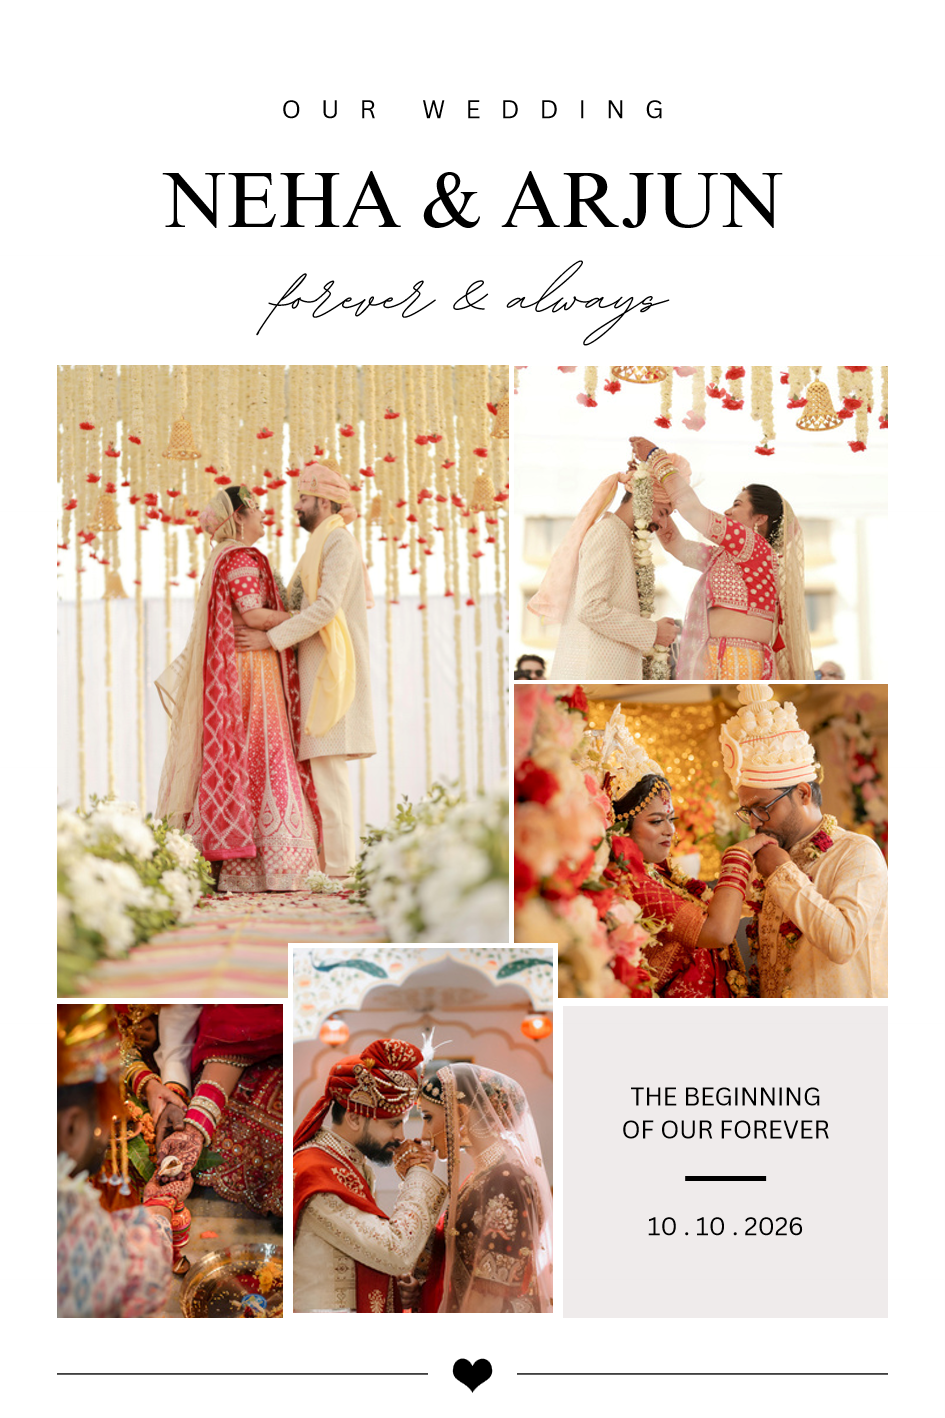 OUR WEDDING
NEHA & ARJUN
forever & always
THE BEGINNING
OF OUR FOREVER
10 . 10 . 2026